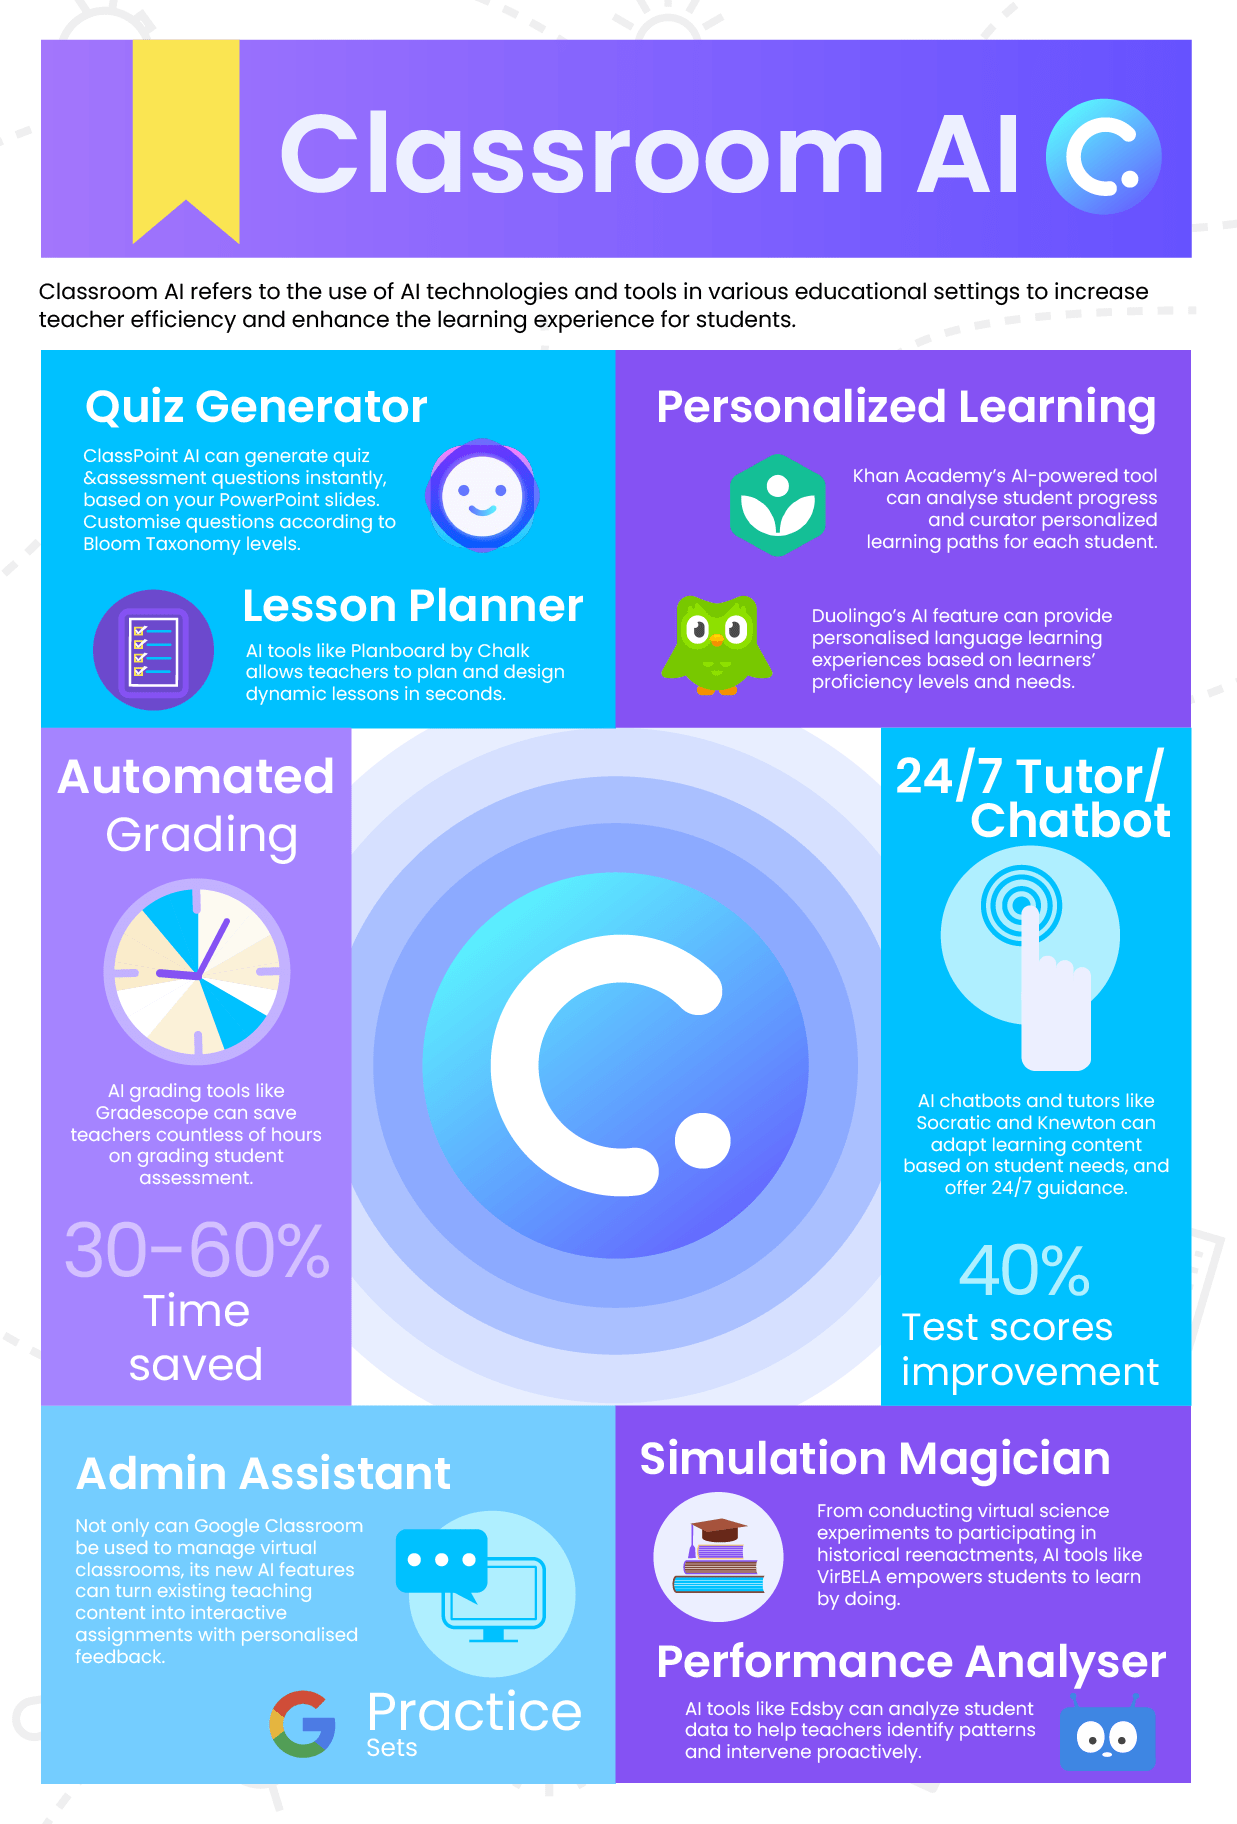 Classroom AI
Classroom AI refers to the use of AI technologies and tools in various educational settings to increase
teacher efficiency and enhance the learning experience for students.
Quiz Generator
ClassPoint AI can generate quiz
&assessment questions instantly,
based on your PowerPoint slides.
Customise questions according to
Bloom Taxonomy levels.
Lesson Planner
AI tools like Planboard by Chalk
allows teachers to plan and design
dynamic lessons in seconds.
Personalized Learning
Khan Academy's AI-powered tool
can analyse student progress
and curator personalized
learning paths for each student.
Duolingo's AI feature can provide
personalised language learning
experiences based on learners'
proficiency levels and needs.
Automated
Grading
AI grading tools like
Gradescope can save
teachers countless of hours
on grading student
assessment.
30-60%
Time
saved
24/7 Tutor/
Chatbot
AI chatbots and tutors like
Socratic and Knewton can
adapt learning content
based on student needs, and
offer 24/7 guidance.
40%
Test scores
improvement
Admin Assistant
Not only can Google Classroom
be used to manage virtual
classrooms, its new AI features
can turn existing teaching
content into interactive
assignments with personalised
feedback.
Practice
Sets
Simulation Magician
From conducting virtual science
experiments to participating in
historical reenactments, AI tools like
VirBELA empowers students to learn
by doing.
Performance Analyser
AI tools like Edsby can analyze student
data to help teachers identify patterns
and intervene proactively.